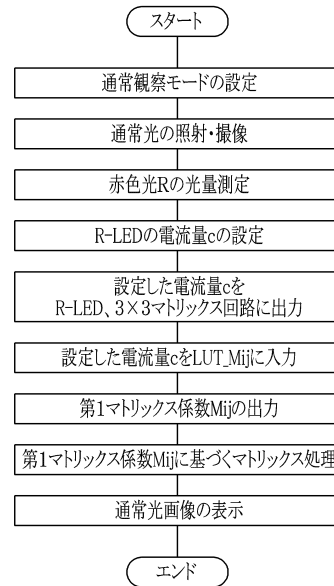 スタート
通常観察モードの設定
通常光の照射・撮像
赤色光Rの光量測定
R-LEDの電流量cの設定
設定した電流量cを
R-LED、3×3マトリックス回路に出力
設定した電流量cをLUT_Mijに入力
第1マトリックス係数Mijの出力
第1マトリックス係数Mijに基づくマトリックス処理
通常光画像の表示
エンド